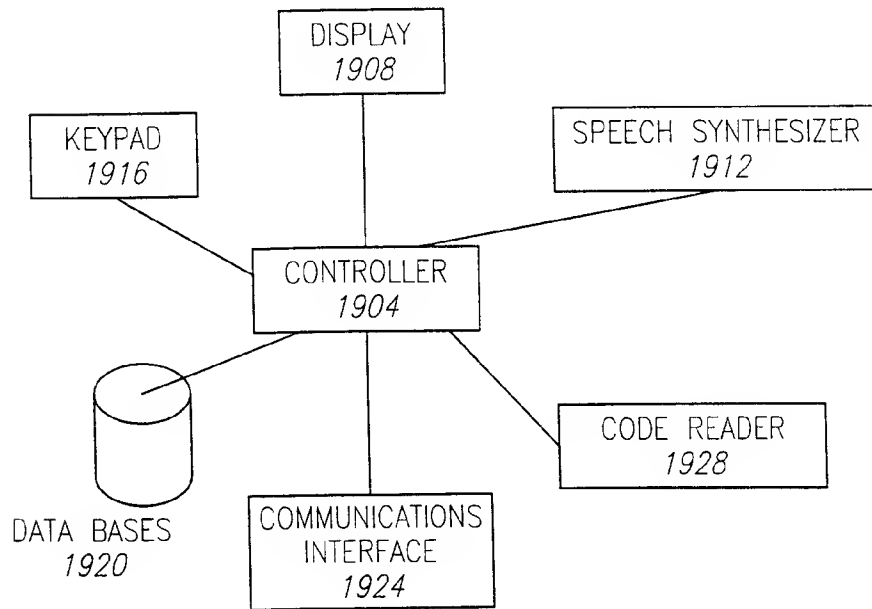 DISPLAY
1908
KEYPAD
1916
SPEECH SYNTHESIZER
1912
CONTROLLER
1904
CODE READER
1928
DATA BASES
1920
COMMUNICATIONS
INTERFACE
1924